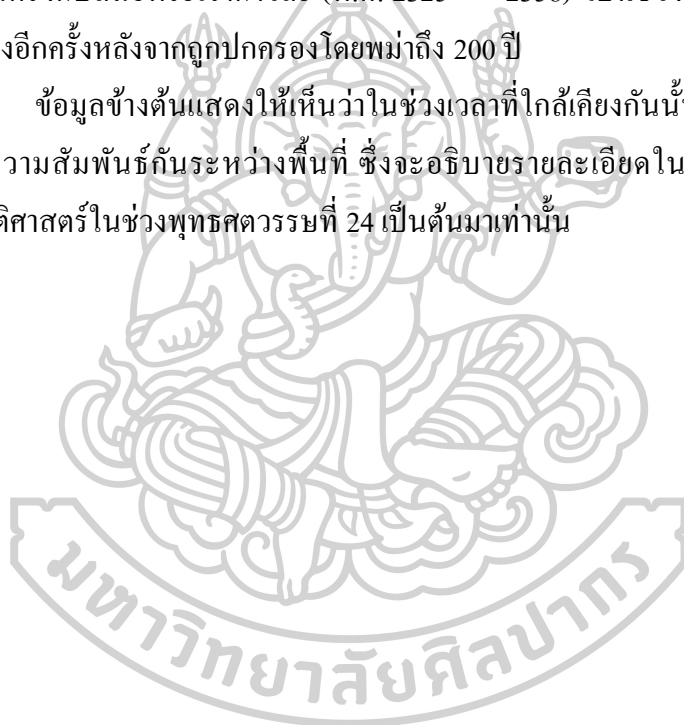 งอีกครั้งหลังจากถูกปกครองโดยพม่าถึง 200 ปี
ข้อมูลข้างต้นแสดงให้เห็นว่าในช่วงเวลาที่ใกล้เคียงกันนั้น
วามสัมพันธ์กันระหว่างพื้นที่ ซึ่งจะอธิบายรายละเอียดใน
ติศาสตร์ในช่วงพุทธศตวรรษที่ 24 เป็นต้นมาเท่านั้น
มหาวิทยาลัยศิลปากร